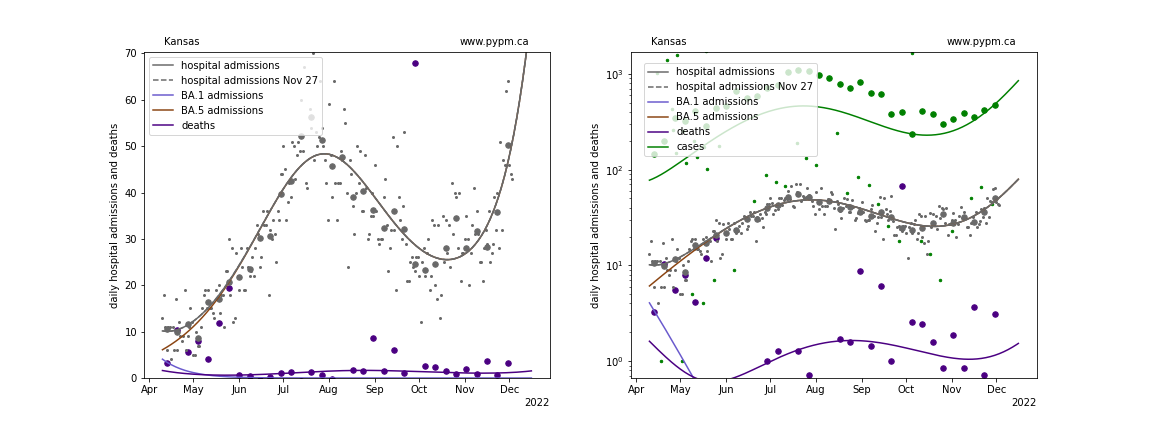 Kansas
www.pypm.ca
hospital admissions
hospital admissions Nov 27
BA.1 admissions
BA.5 admissions
deaths
daily hospital admissions and deaths
70
60
50
40
30
20
10
0
Apr May Jun Jul Aug Sep Oct Nov Dec
2022
Kansas
www.pypm.ca
hospital admissions
hospital admissions Nov 27
BA.1 admissions
BA.5 admissions
deaths
cases
daily hospital admissions and deaths
10³
10²
10¹
10⁰
Apr May Jun Jul Aug Sep Oct Nov Dec
2022